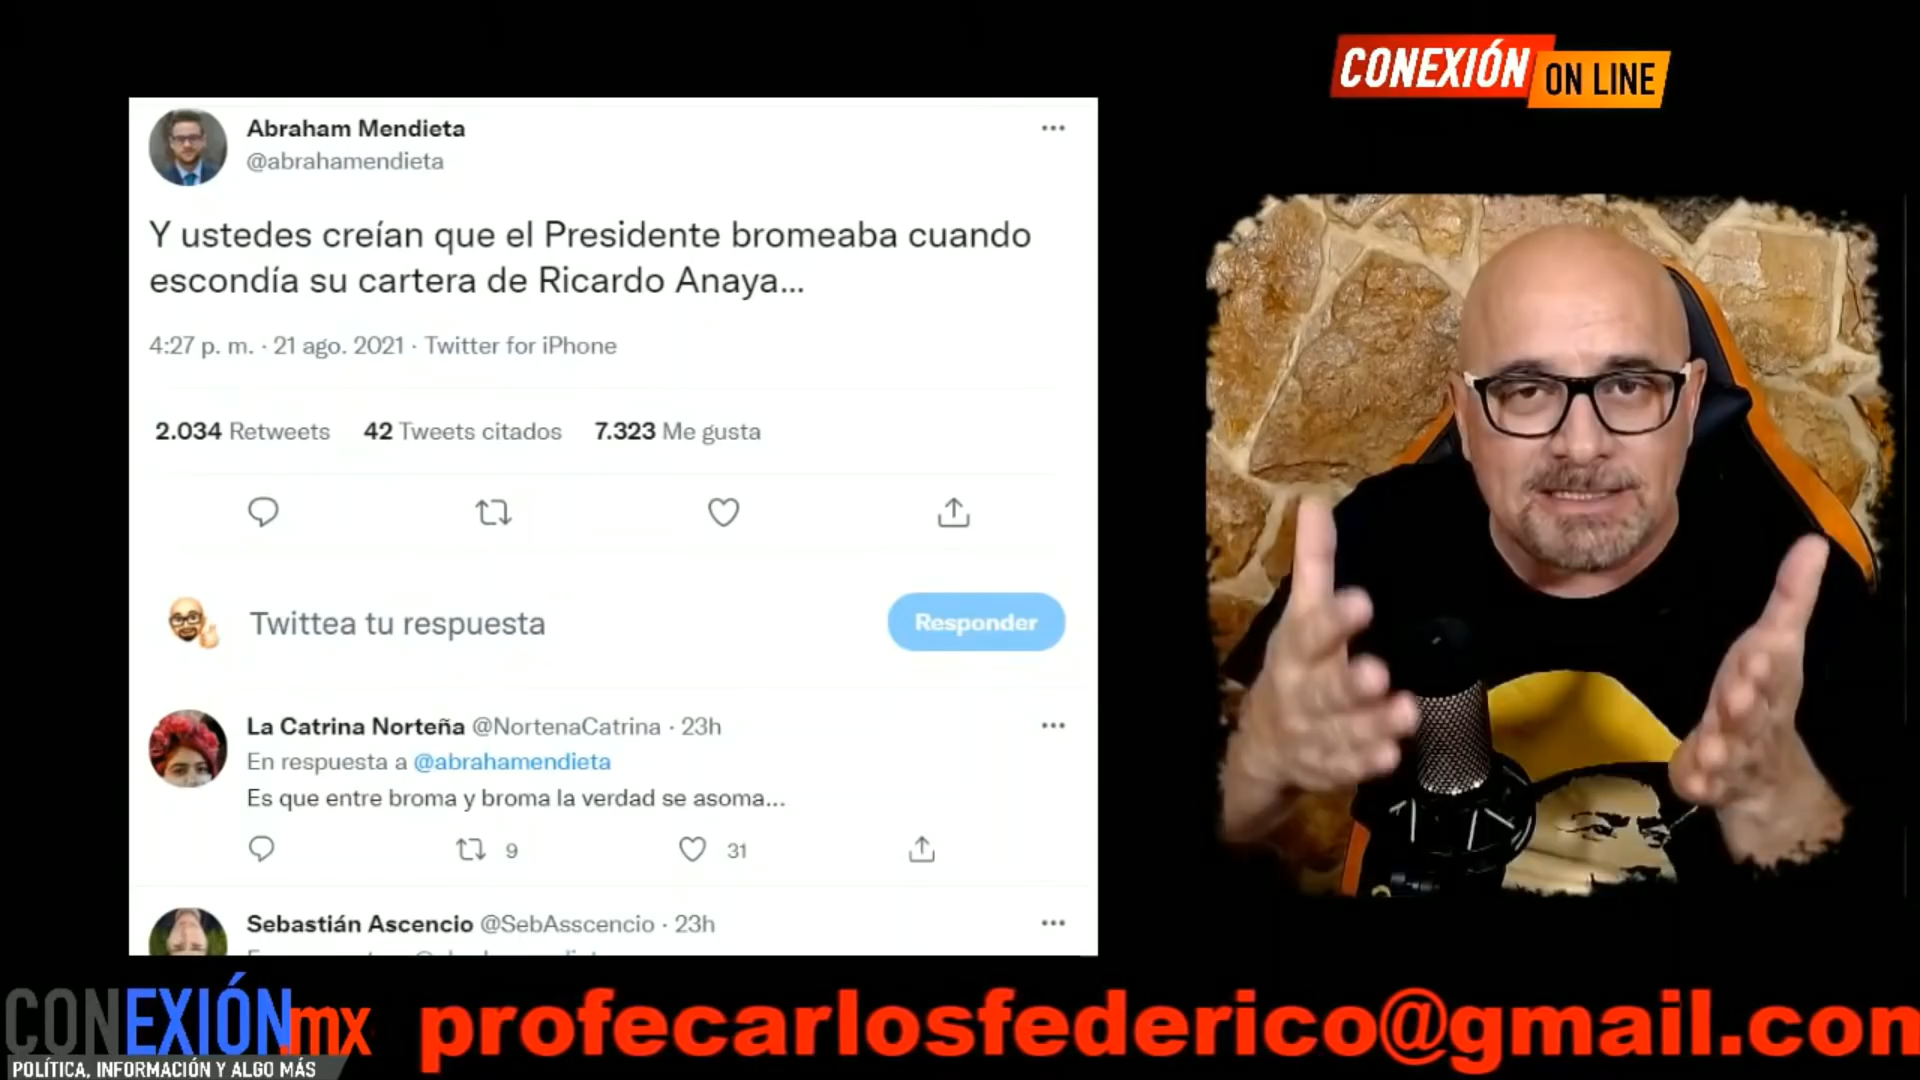 CONEXIÓN ON LINE
Abraham Mendieta
@abrahamendieta
Y ustedes creían que el Presidente bromeaba cuando
escondía su cartera de Ricardo Anaya...
4:27 p. m. · 21 ago. 2021 · Twitter for iPhone
2.034 Retweets 42 Tweets citados 7.323 Me gusta
Twittea tu respuesta
Responder
La Catrina Norteña @NortenaCatrina · 23h
En respuesta a @abrahamendieta
Es que entre broma y broma la verdad se asoma...
9 31
Sebastián Ascencio @SebAsscencio · 23h
CONEXIÓN.mx
POLÍTICA, INFORMACIÓN Y ALGO MÁS
profecarlosfederico@gmail.con